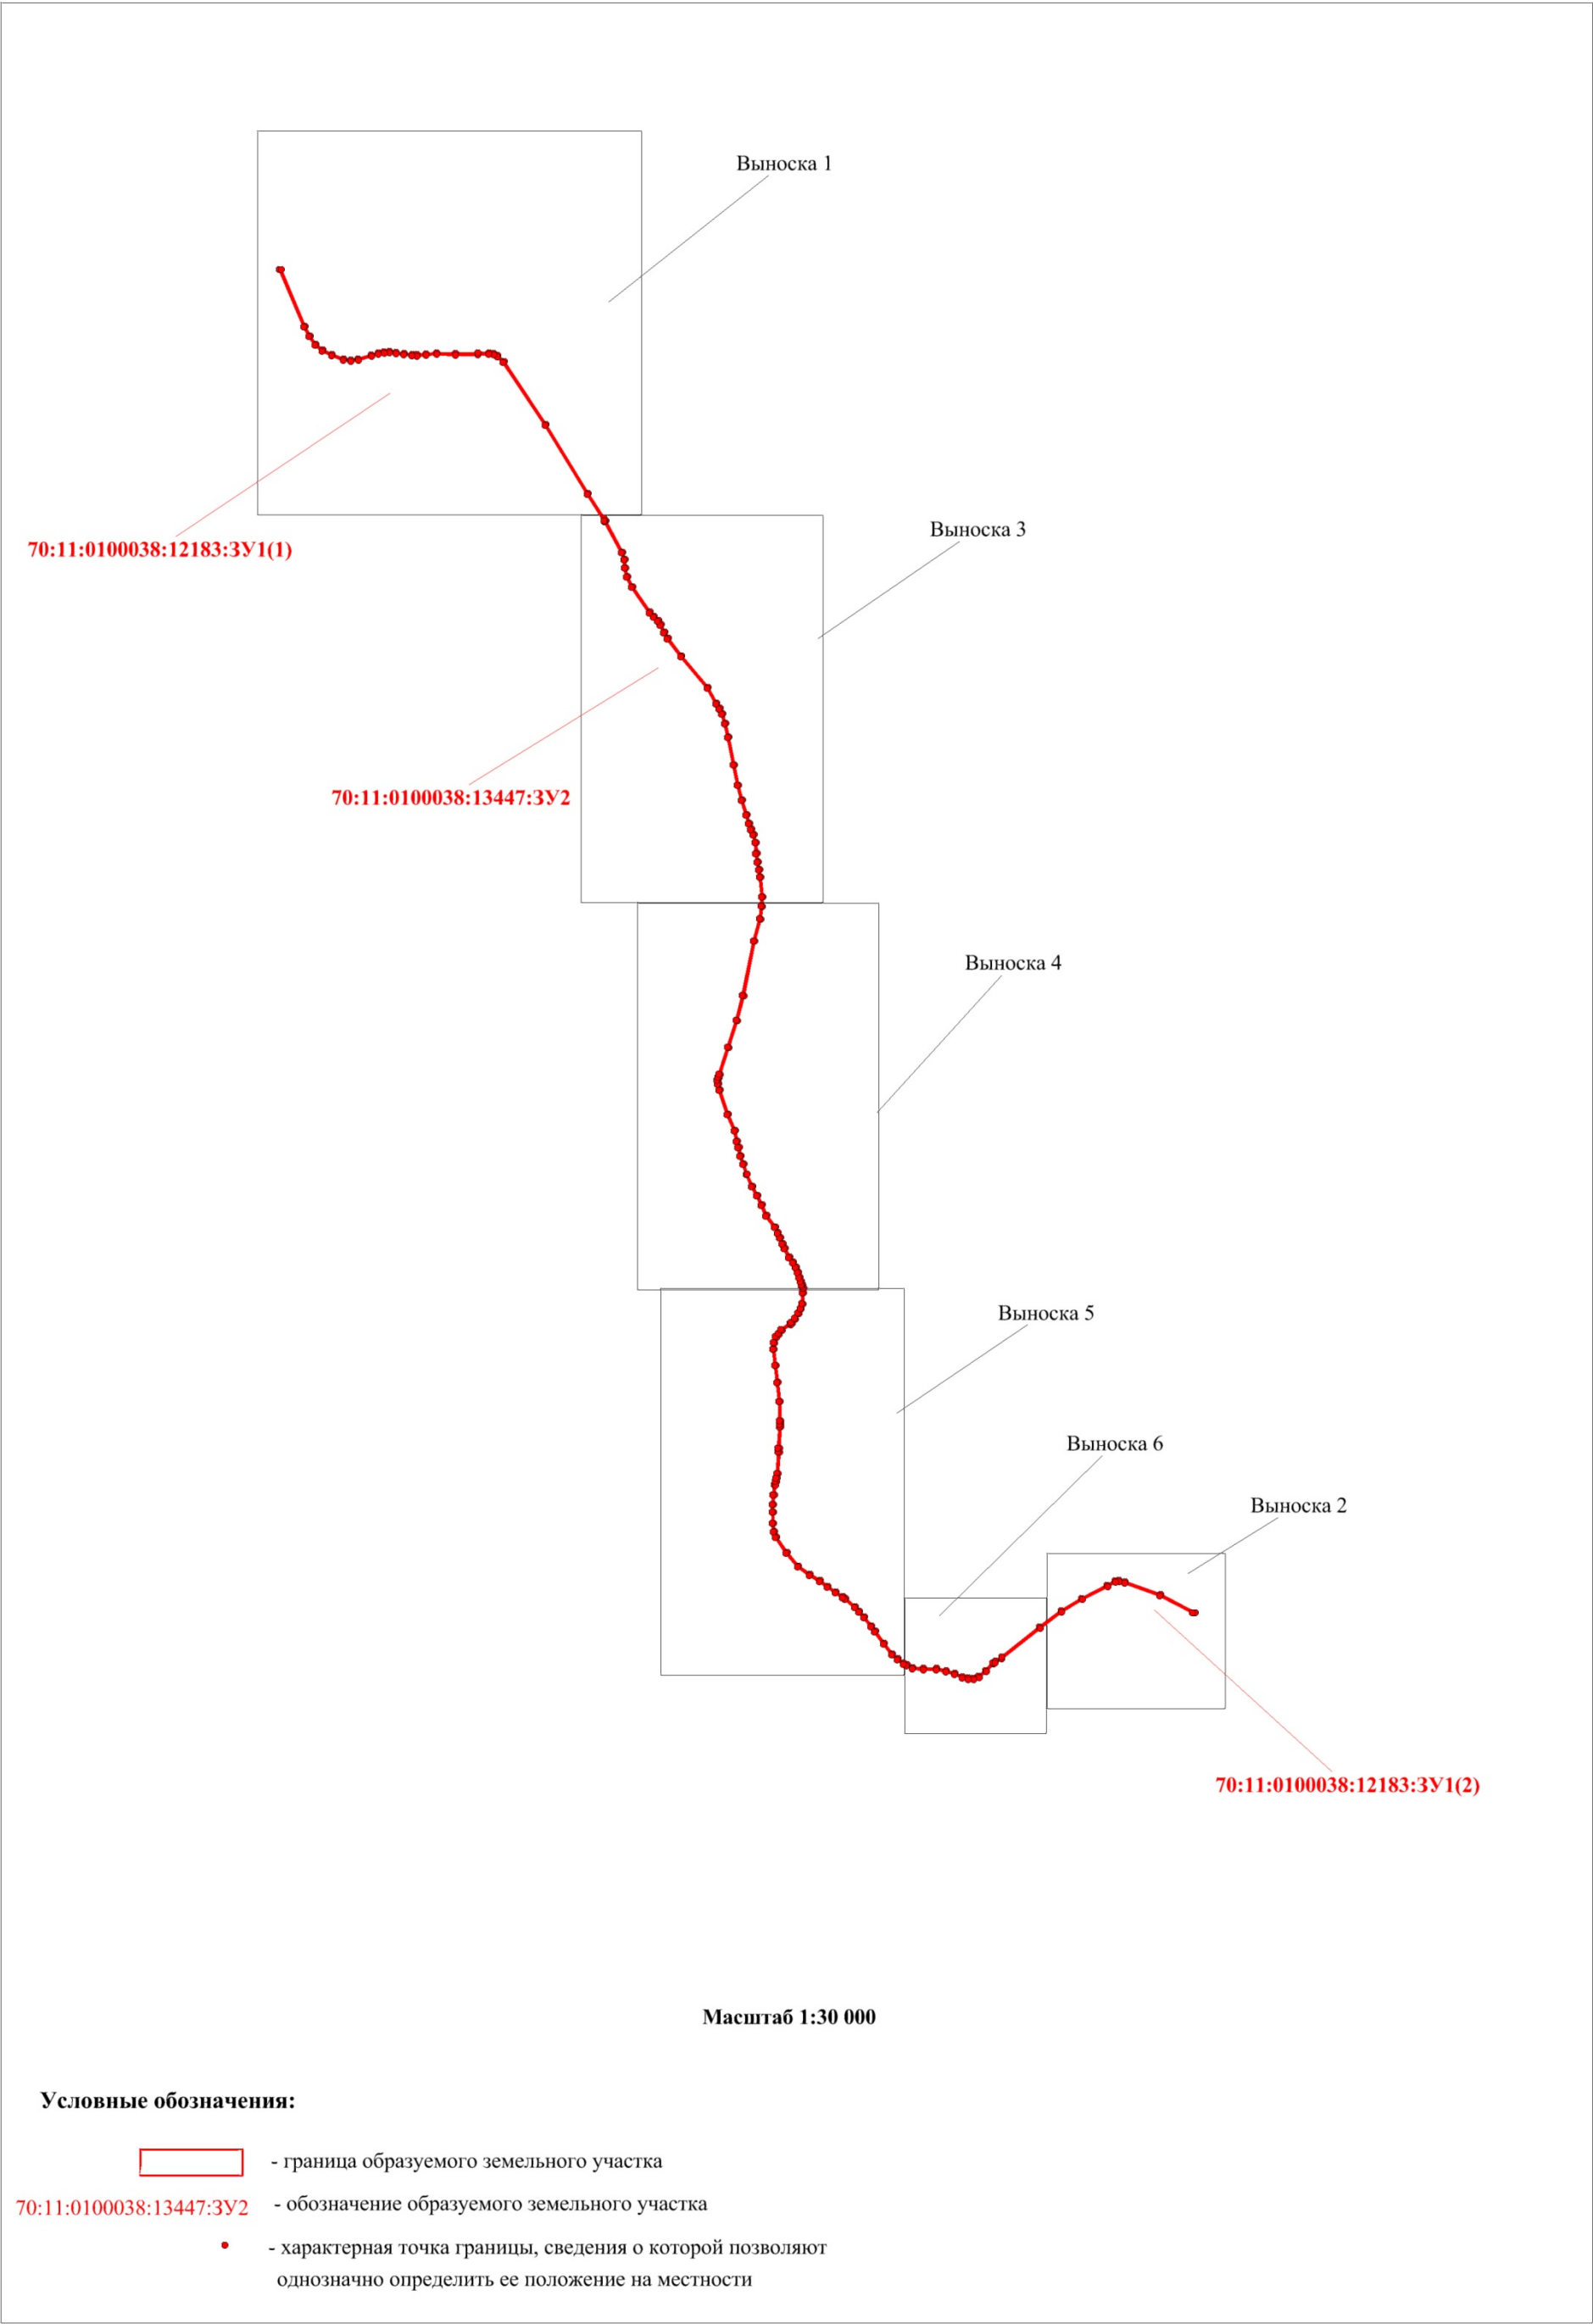 Выноска 1
Выноска 3
70:11:0100038:12183:ЗУ1(1)
70:11:0100038:13447:ЗУ2
Выноска 4
Выноска 5
Выноска 6
Выноска 2
70:11:0100038:12183:ЗУ1(2)
Масштаб 1:30 000
Условные обозначения:
- граница образуемого земельного участка
70:11:0100038:13447:ЗУ2 - обозначение образуемого земельного участка
- характерная точка границы, сведения о которой позволяют
однозначно определить ее положение на местности